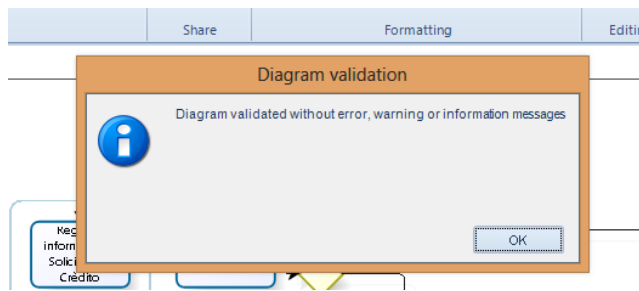 Share
Formatting
Diagram validation
Diagram validated without error, warning or information messages
OK
Crédito